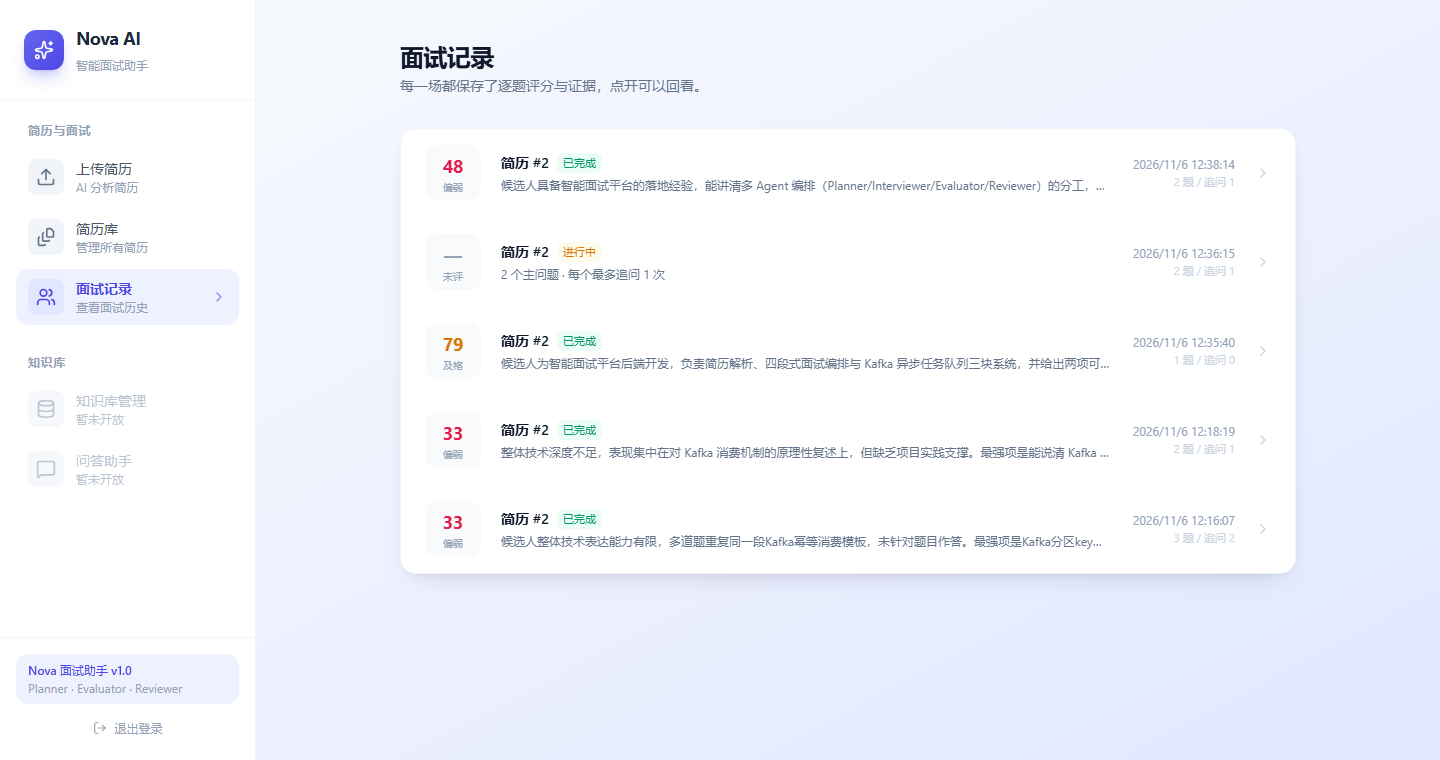 Nova AI
智能面试助手
简历与面试
上传简历
AI 分析简历
简历库
管理所有简历
面试记录
查看面试历史
知识库
知识库管理
暂未开放
问答助手
暂未开放
Nova 面试助手 v1.0
Planner · Evaluator · Reviewer
退出登录
面试记录
每一场都保存了逐题评分与证据，点开可以回看。
48
偏弱
简历 #2 已完成
候选人具备智能面试平台的落地经验，能讲清多 Agent 编排（Planner/Interviewer/Evaluator/Reviewer）的分工，...
2026/11/6 12:38:14
2 题 / 追问 1
—
未评
简历 #2 进行中
2 个主问题 · 每个最多追问 1 次
2026/11/6 12:36:15
2 题 / 追问 1
79
及格
简历 #2 已完成
候选人为智能面试平台后端开发，负责简历解析、四段式面试编排与 Kafka 异步任务队列三块系统，并给出两项可...
2026/11/6 12:35:40
1 题 / 追问 0
33
偏弱
简历 #2 已完成
整体技术深度不足，表现集中在对 Kafka 消费机制的原理性复述上，但缺乏项目实践支撑。最强项是能说清 Kafka ...
2026/11/6 12:18:19
2 题 / 追问 1
33
偏弱
简历 #2 已完成
候选人整体技术表达能力有限，多道题重复同一段Kafka幂等消费模板，未针对题目作答。最强项是Kafka分区key...
2026/11/6 12:16:07
3 题 / 追问 2